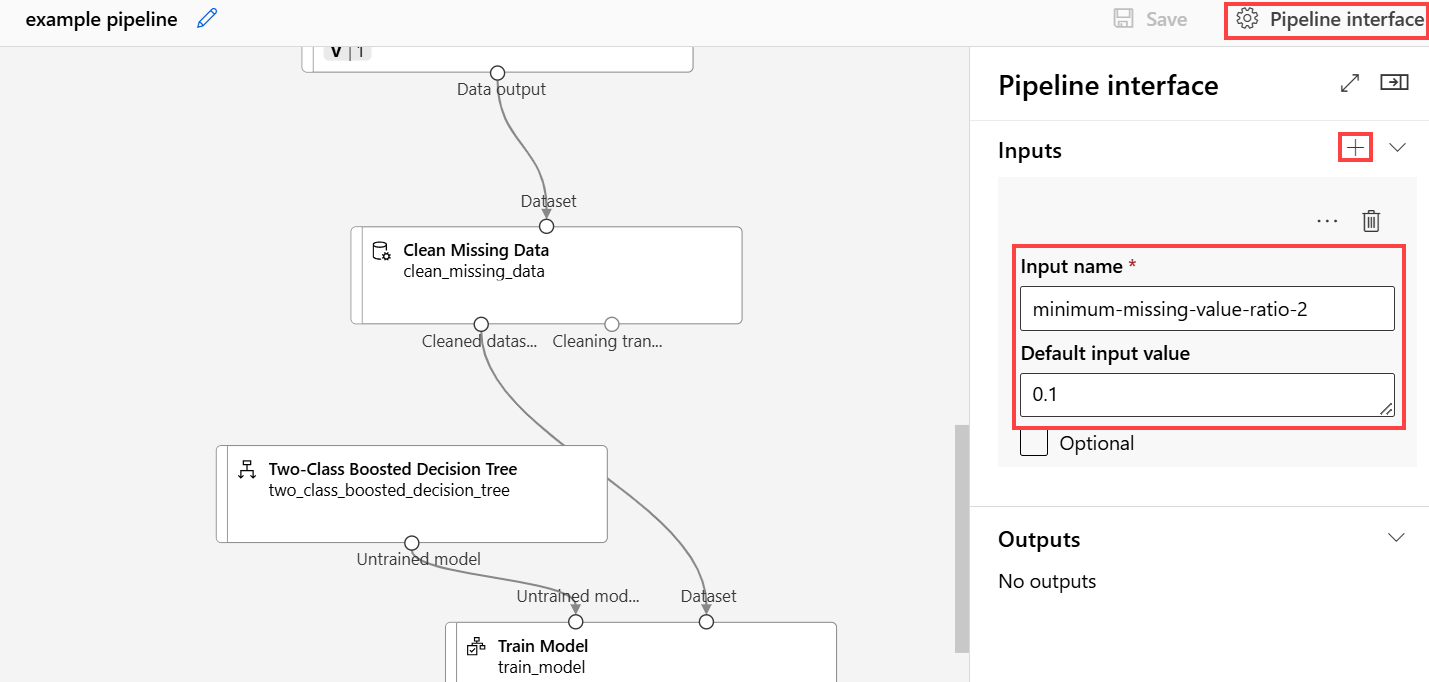 example pipeline
Save
Pipeline interface
V | 1
Data output
Dataset
Clean Missing Data
clean_missing_data
Cleaned datas...
Cleaning tran...
Two-Class Boosted Decision Tree
two_class_boosted_decision_tree
Untrained model
Untrained mod...
Dataset
Train Model
train_model
Pipeline interface
Inputs
Input name *
minimum-missing-value-ratio-2
Default input value
0.1
Optional
Outputs
No outputs